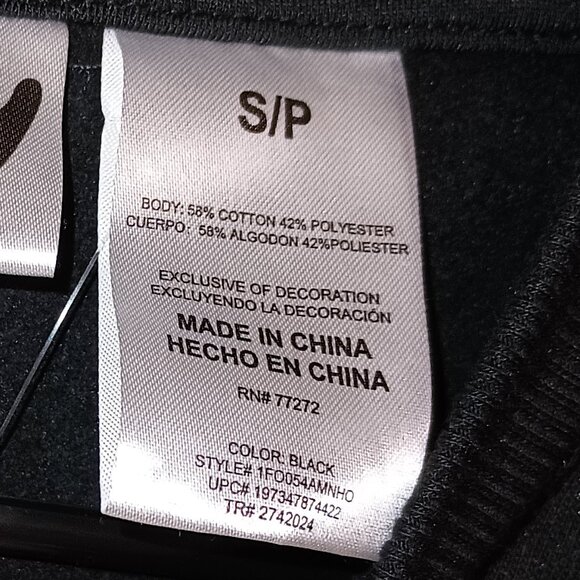 S/P
BODY: 58% COTTON 42% POLYESTER
CUERPO: 58% ALGODON 42%POLIESTER
EXCLUSIVE OF DECORATION
EXCLUYENDO LA DECORACIÓN
MADE IN CHINA
HECHO EN CHINA
RN# 77272
COLOR: BLACK
STYLE# 1FO054AMNHO
UPC# 197347874422
TR# 2742024